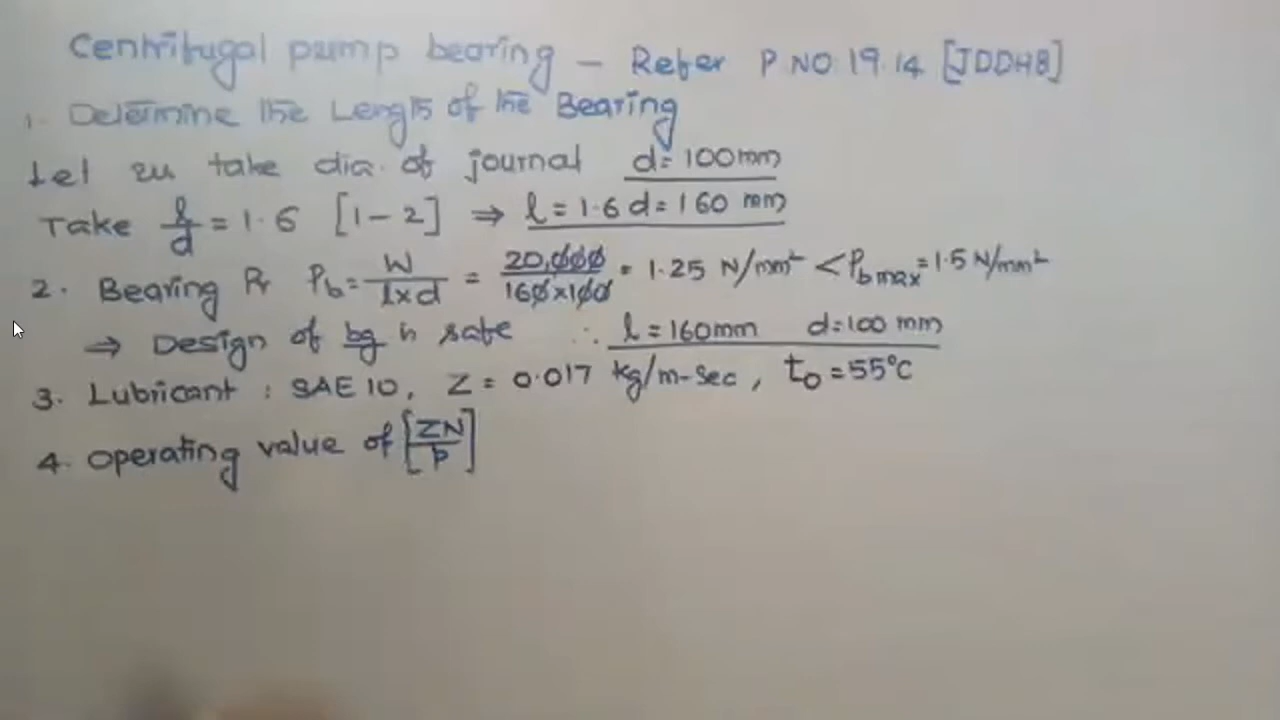 Centrifugal pump bearing – Refer P.NO. 19.14 [JDDHB]
1. Determine the Length of the Bearing
Let us take dia. of journal d = 100mm
Take l/d = 1.6 [1-2] ⇒ l = 1.6 d = 160 mm
2. Bearing Pr P_b = W/(l×d) = 20,000/(160×100) = 1.25 N/mm² < P_b max = 1.5 N/mm²
⇒ Design of bg is safe ∴ l = 160mm d = 100 mm
3. Lubricant : SAE 10, Z = 0.017 kg/m-sec, t₀ = 55°C
4. Operating value of [ZN/p]